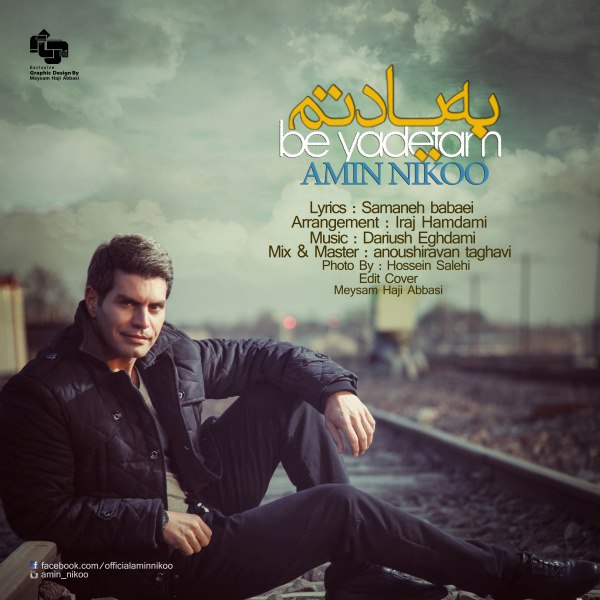 Exclusive
Graphic Design By
Meysam Haji Abbasi
به یادتم
be yadetam
AMIN NIKOO
Lyrics : Samaneh babaei
Arrangement : Iraj Hamdami
Music : Dariush Eghdami
Mix & Master : anoushiravan taghavi
Photo By : Hossein Salehi
Edit Cover
Meysam Haji Abbasi
facebook.com/officialaminnikoo
amin_nikoo